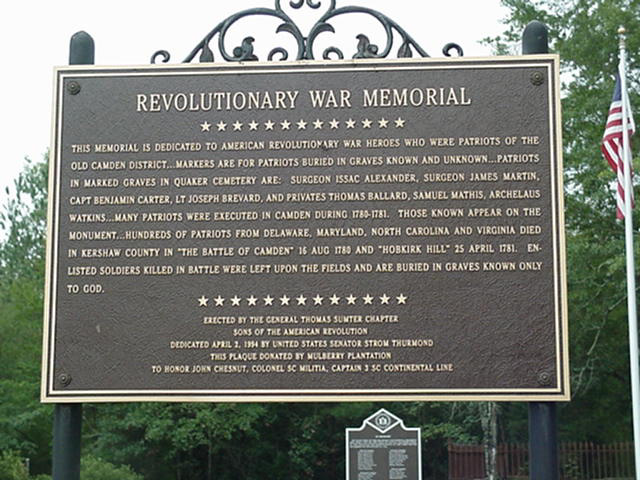 REVOLUTIONARY WAR MEMORIAL
THIS MEMORIAL IS DEDICATED TO AMERICAN REVOLUTIONARY WAR HEROES WHO WERE PATRIOTS OF THE
OLD CAMDEN DISTRICT...MARKERS ARE FOR PATRIOTS BURIED IN GRAVES KNOWN AND UNKNOWN...PATRIOTS
IN MARKED GRAVES IN QUAKER CEMETERY ARE: SURGEON ISSAC ALEXANDER, SURGEON JAMES MARTIN,
CAPT BENJAMIN CARTER, LT JOSEPH BREVARD, AND PRIVATES THOMAS BALLARD, SAMUEL MATHIS, ARCHELAUS
WATKINS...MANY PATRIOTS WERE EXECUTED IN CAMDEN DURING 1780-1781. THOSE KNOWN APPEAR ON THE
MONUMENT...HUNDREDS OF PATRIOTS FROM DELAWARE, MARYLAND, NORTH CAROLINA AND VIRGINIA DIED
IN KERSHAW COUNTY IN "THE BATTLE OF CAMDEN" 16 AUG 1780 AND "HOBKIRK HILL" 25 APRIL 1781. EN-
LISTED SOLDIERS KILLED IN BATTLE WERE LEFT UPON THE FIELDS AND ARE BURIED IN GRAVES KNOWN ONLY
TO GOD.
ERECTED BY THE GENERAL THOMAS SUMTER CHAPTER
SONS OF THE AMERICAN REVOLUTION
DEDICATED APRIL 2, 1994 BY UNITED STATES SENATOR STROM THURMOND
THIS PLAQUE DONATED BY MULBERRY PLANTATION
TO HONOR JOHN CHESNUT, COLONEL SC MILITIA, CAPTAIN 3 SC CONTINENTAL LINE